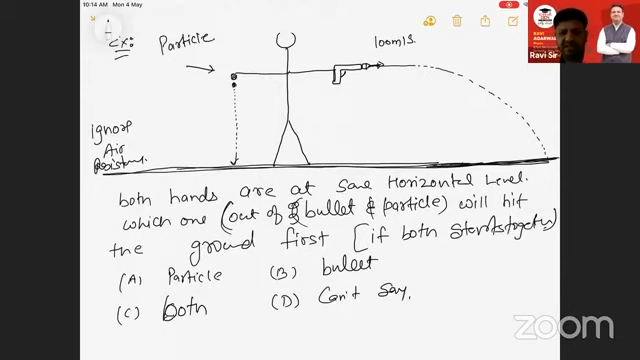 10:14 AM Mon 4 May
Ex:
Particle
100m/s
RAVI
AGARWAL
Ravi Sir
Ignore
Air
Resistance.
both hands are at same Horizontal level.
which one (out of bullet & particle) will hit
the ground first [if both starts together]
(A) Particle
(B) bullet
(C) both
(D) Can't say.
zoom